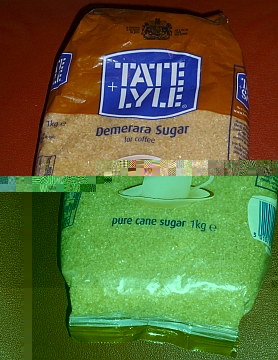 TATE
+
LYLE
®
1kg e
Demerara Sugar
for coffee
pure cane sugar 1kg e